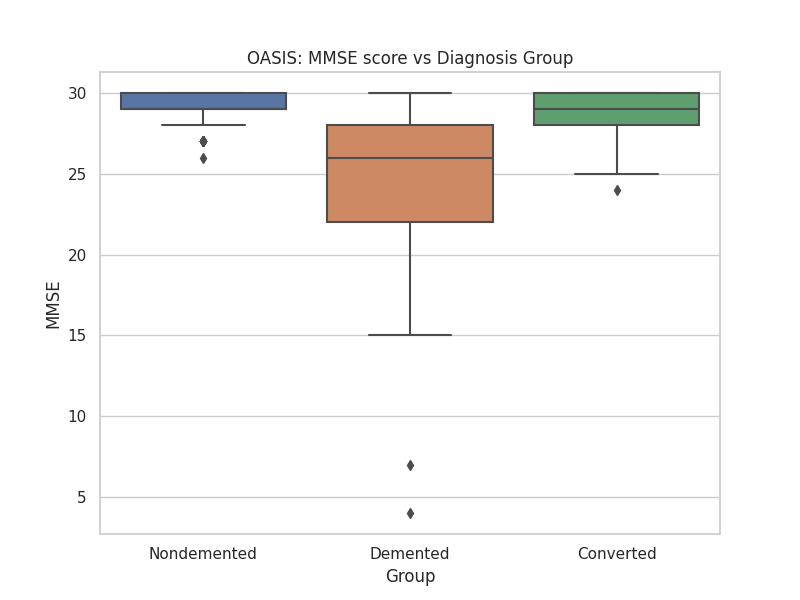 OASIS: MMSE score vs Diagnosis Group
30
25
20
15
10
5
MMSE
Nondemented
Demented
Converted
Group